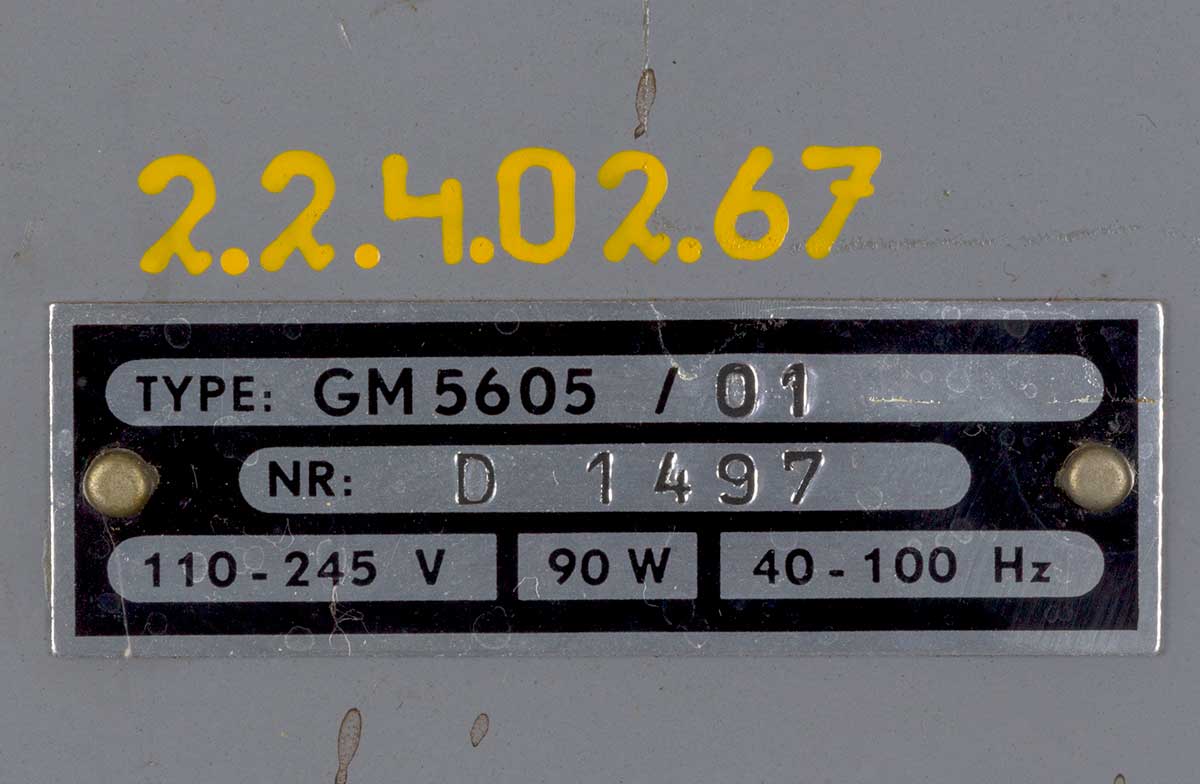 2.2.4.02.67
TYPE: GM 5605 / 01
NR: D 1497
110 - 245 V 90 W 40 - 100 Hz